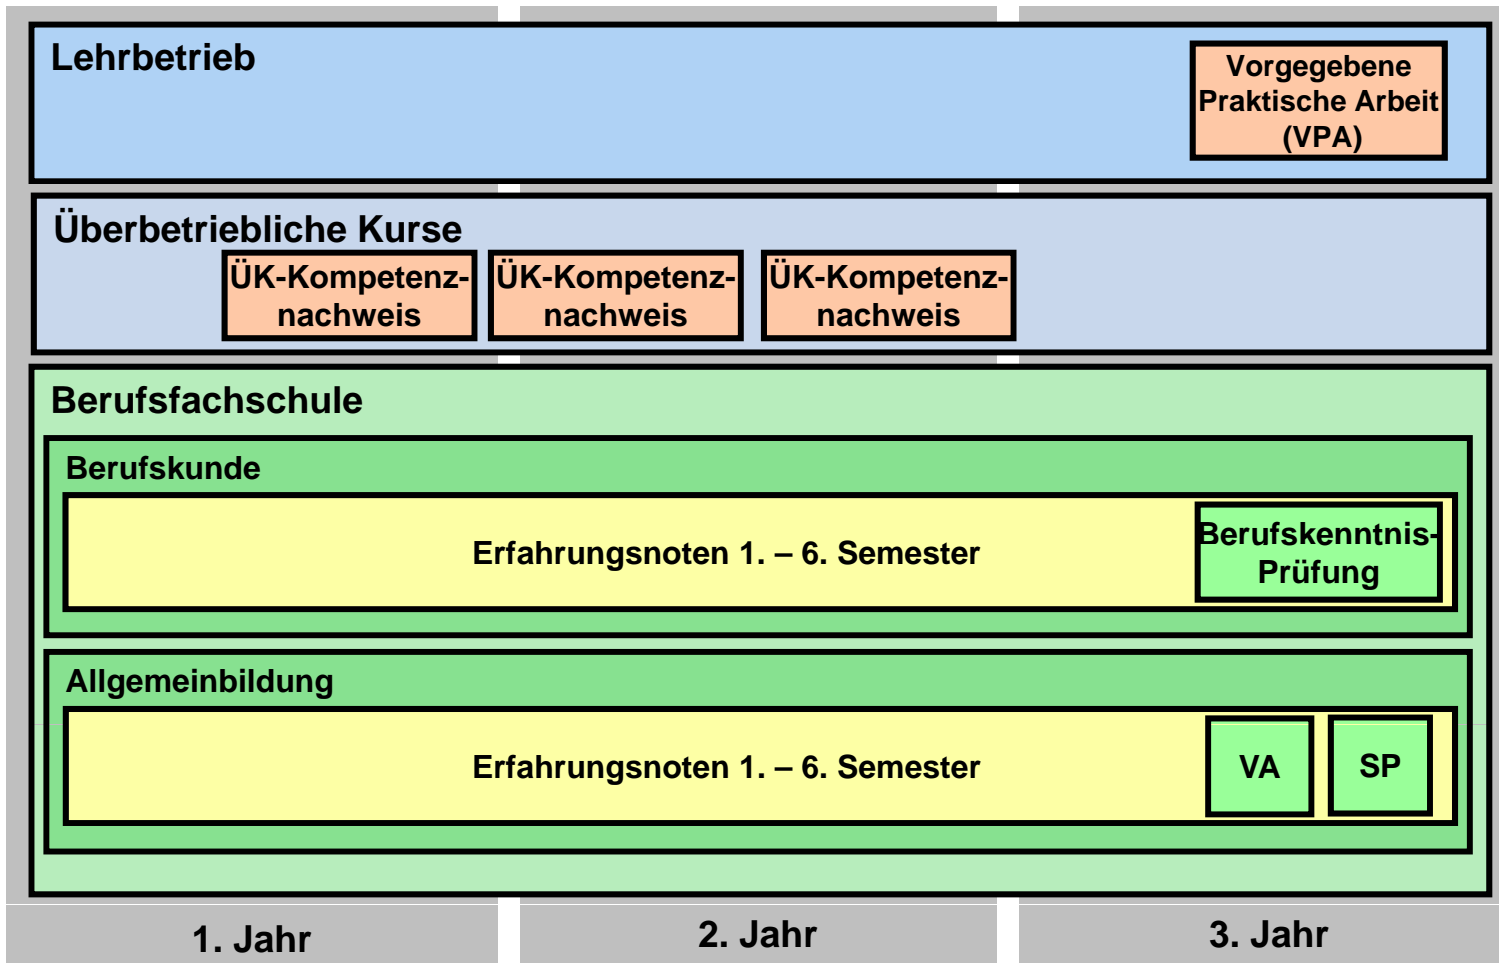 Lehrbetrieb
Vorgegebene
Praktische Arbeit
(VPA)
Überbetriebliche Kurse
ÜK-Kompetenz-
nachweis
ÜK-Kompetenz-
nachweis
ÜK-Kompetenz-
nachweis
Berufsfachschule
Berufskunde
Erfahrungsnoten 1. – 6. Semester
Berufskenntnis-
Prüfung
Allgemeinbildung
Erfahrungsnoten 1. – 6. Semester
VA
SP
1. Jahr
2. Jahr
3. Jahr